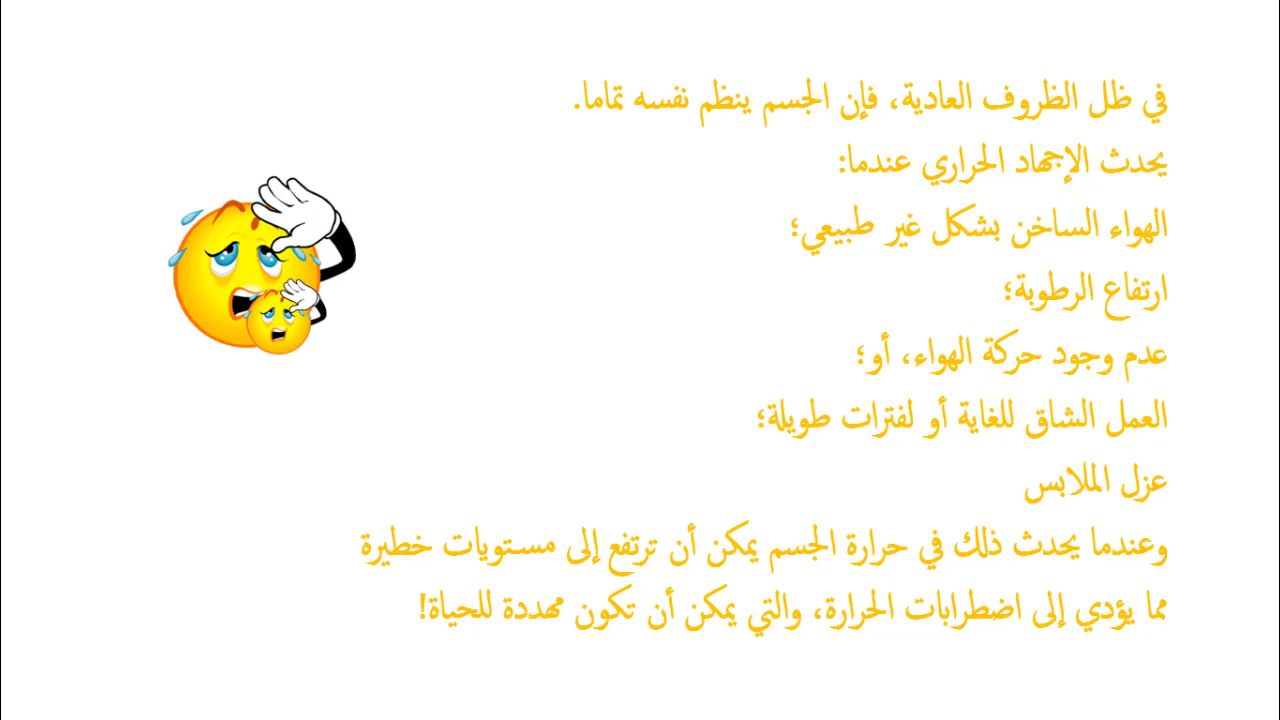 في ظل الظروف العادية، فإن الجسم ينظم نفسه تماما.
يحدث الإجهاد الحراري عندما:
الهواء الساخن بشكل غير طبيعي؛
ارتفاع الرطوبة؛
عدم وجود حركة الهواء، أو؛
العمل الشاق للغاية أو لفترات طويلة؛
عزل الملابس
وعندما يحدث ذلك في حرارة الجسم يمكن أن ترتفع إلى مستويات خطيرة
مما يؤدي إلى اضطرابات الحرارة، والتي يمكن أن تكون مهددة للحياة!